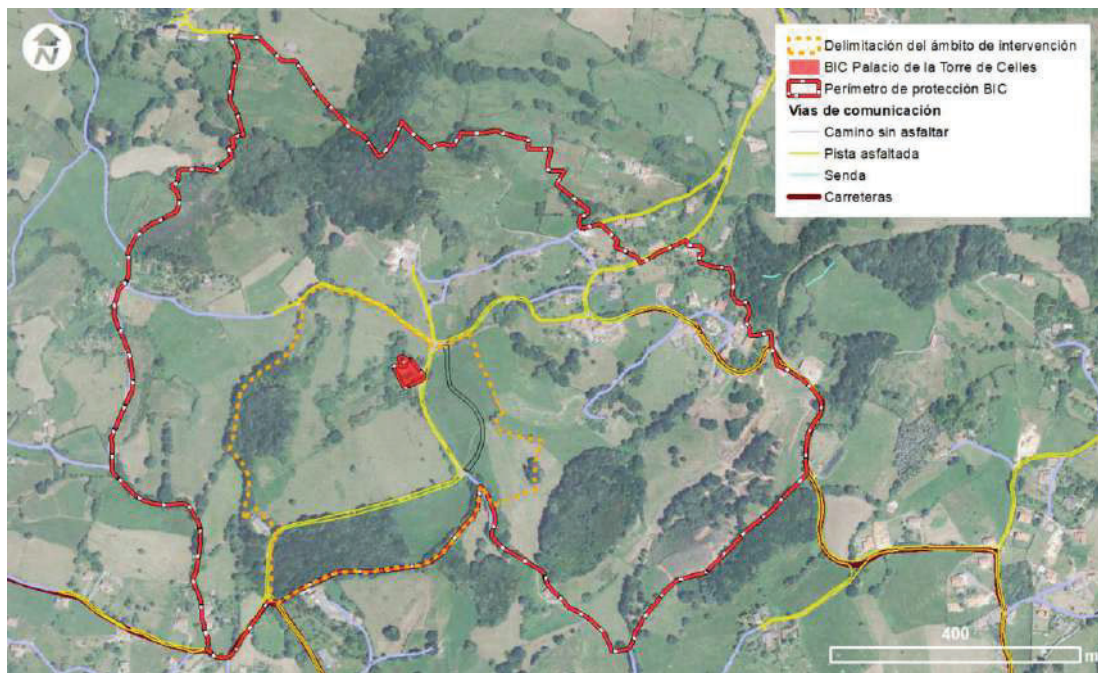 N
Delimitación del ámbito de intervención
BIC Palacio de la Torre de Celles
Perímetro de protección BIC
Vías de comunicación
Camino sin asfaltar
Pista asfaltada
Senda
Carreteras
400
m